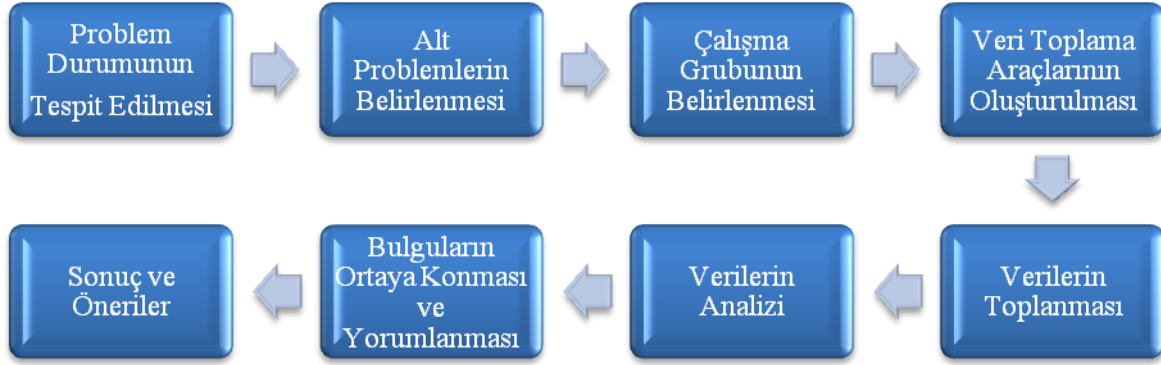 Problem
Durumunun
Tespit Edilmesi
Alt
Problemlerin
Belirlenmesi
Çalışma
Grubunun
Belirlenmesi
Veri Toplama
Araçlarının
Oluşturulması
Verilerin
Toplanması
Verilerin
Analizi
Bulguların
Ortaya Konması
ve
Yorumlanması
Sonuç ve
Öneriler